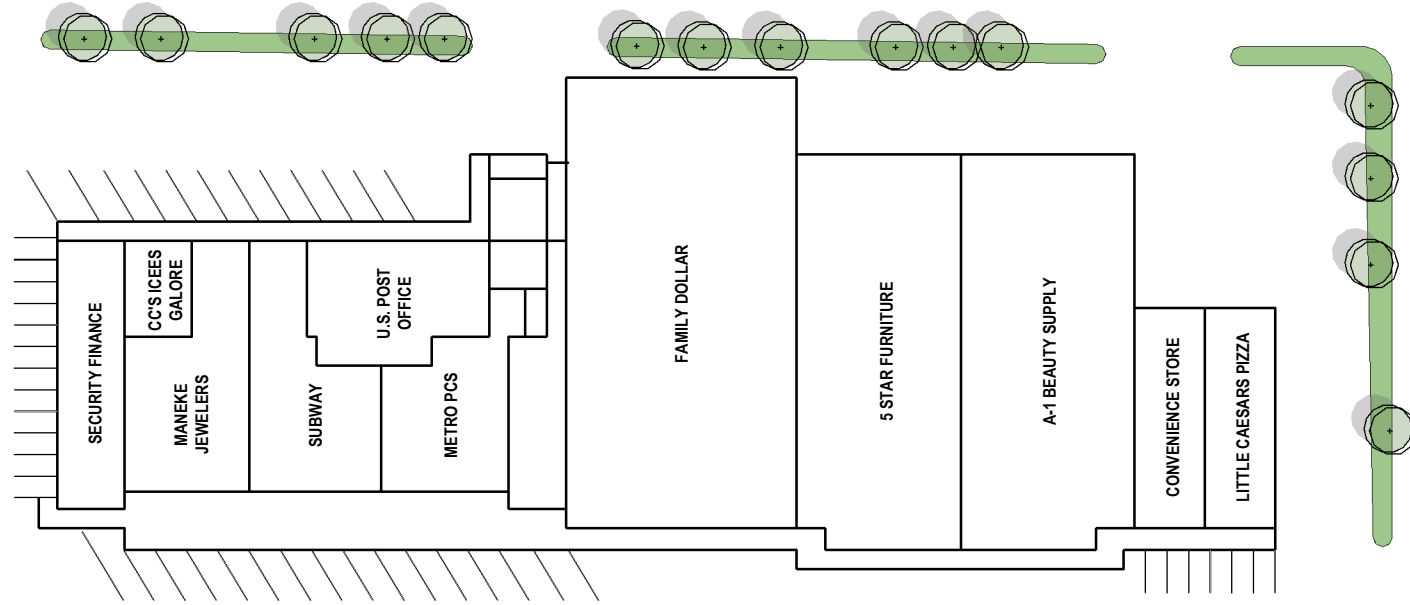 SECURITY FINANCE
CC'S ICEES
GALORE
MANEKE
JEWELERS
SUBWAY
U.S. POST
OFFICE
METRO PCS
FAMILY DOLLAR
5 STAR FURNITURE
A-1 BEAUTY SUPPLY
CONVENIENCE STORE
LITTLE CAESARS PIZZA